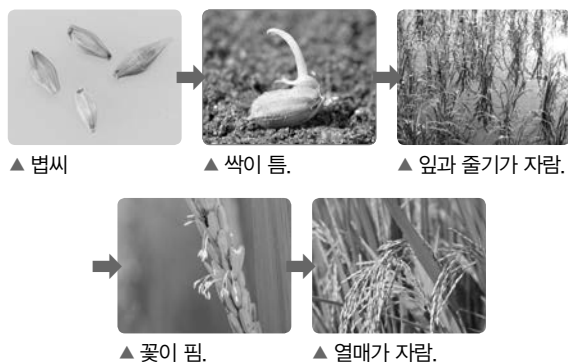 ▲ 볍씨
▲ 싹이 틈.
▲ 잎과 줄기가 자람.
▲ 꽃이 핌.
▲ 열매가 자람.